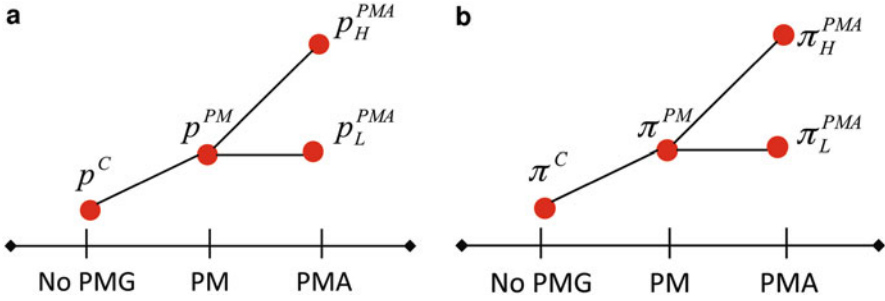 a
p_H^{PMA}
p^{PM}
p_L^{PMA}
p^C
No PMG PM PMA
b
π_H^{PMA}
π^{PM}
π_L^{PMA}
π^C
No PMG PM PMA